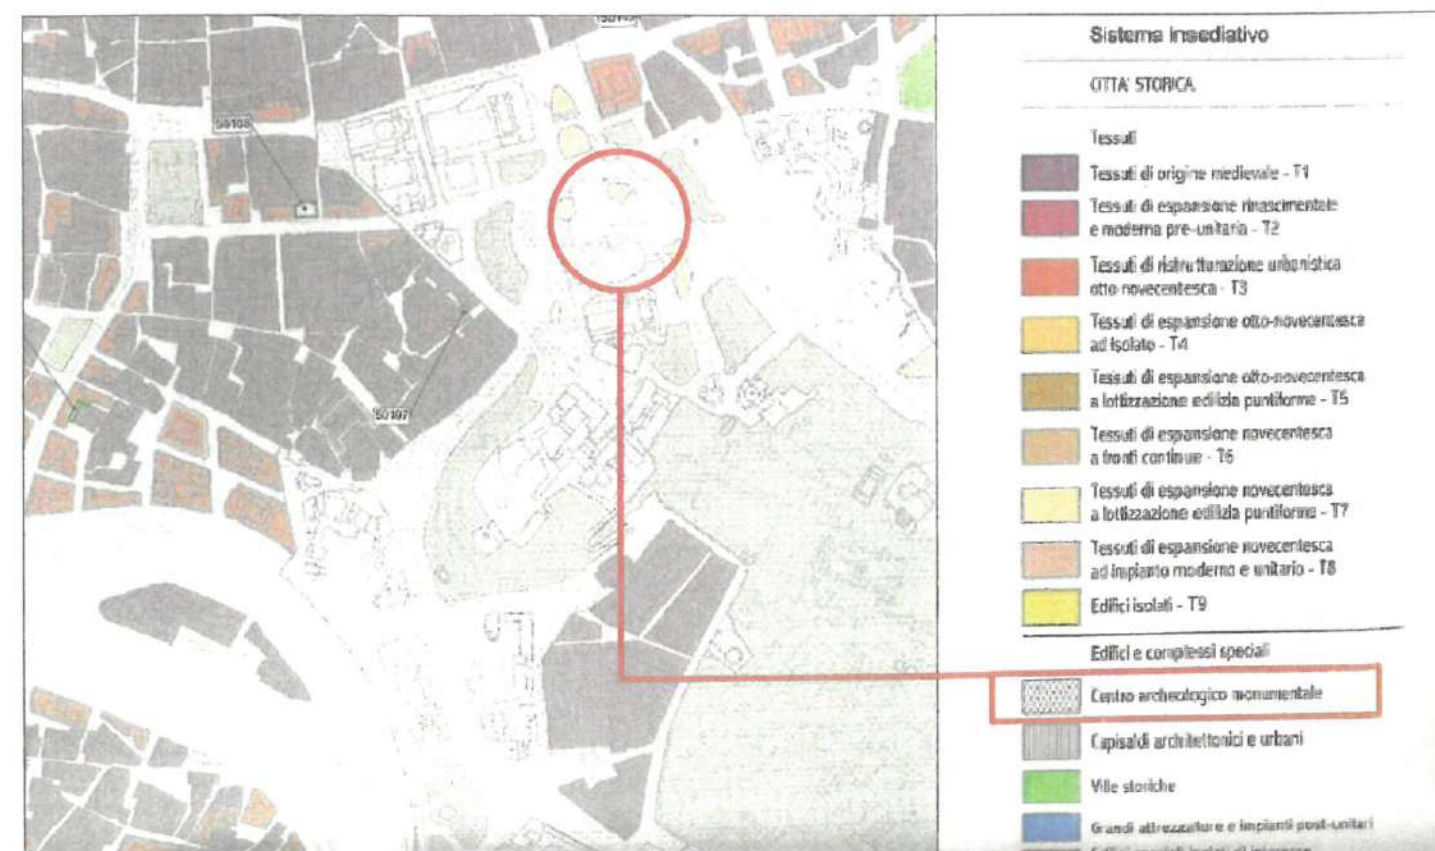 50108
50107
Sistema insediativo
CITTA' STORICA
Tessuti
Tessuti di origine medievale - T1
Tessuti di espansione rinascimentale
e moderna pre-unitaria - T2
Tessuti di ristrutturazione urbanistica
otto-novecentesca - T3
Tessuti di espansione otto-novecentesca
ad isolato - T4
Tessuti di espansione otto-novecentesca
a lottizzazione edilizia puntiforme - T5
Tessuti di espansione novecentesca
a fronti continue - T6
Tessuti di espansione novecentesca
a lottizzazione edilizia puntiforme - T7
Tessuti di espansione novecentesca
ad impianto moderno e unitario - T8
Edifici isolati - T9
Edifici e complessi speciali
Centro archeologico monumentale
Capisaldi architettonici e urbani
Ville storiche
Grandi attrezzature e impianti post-unitari